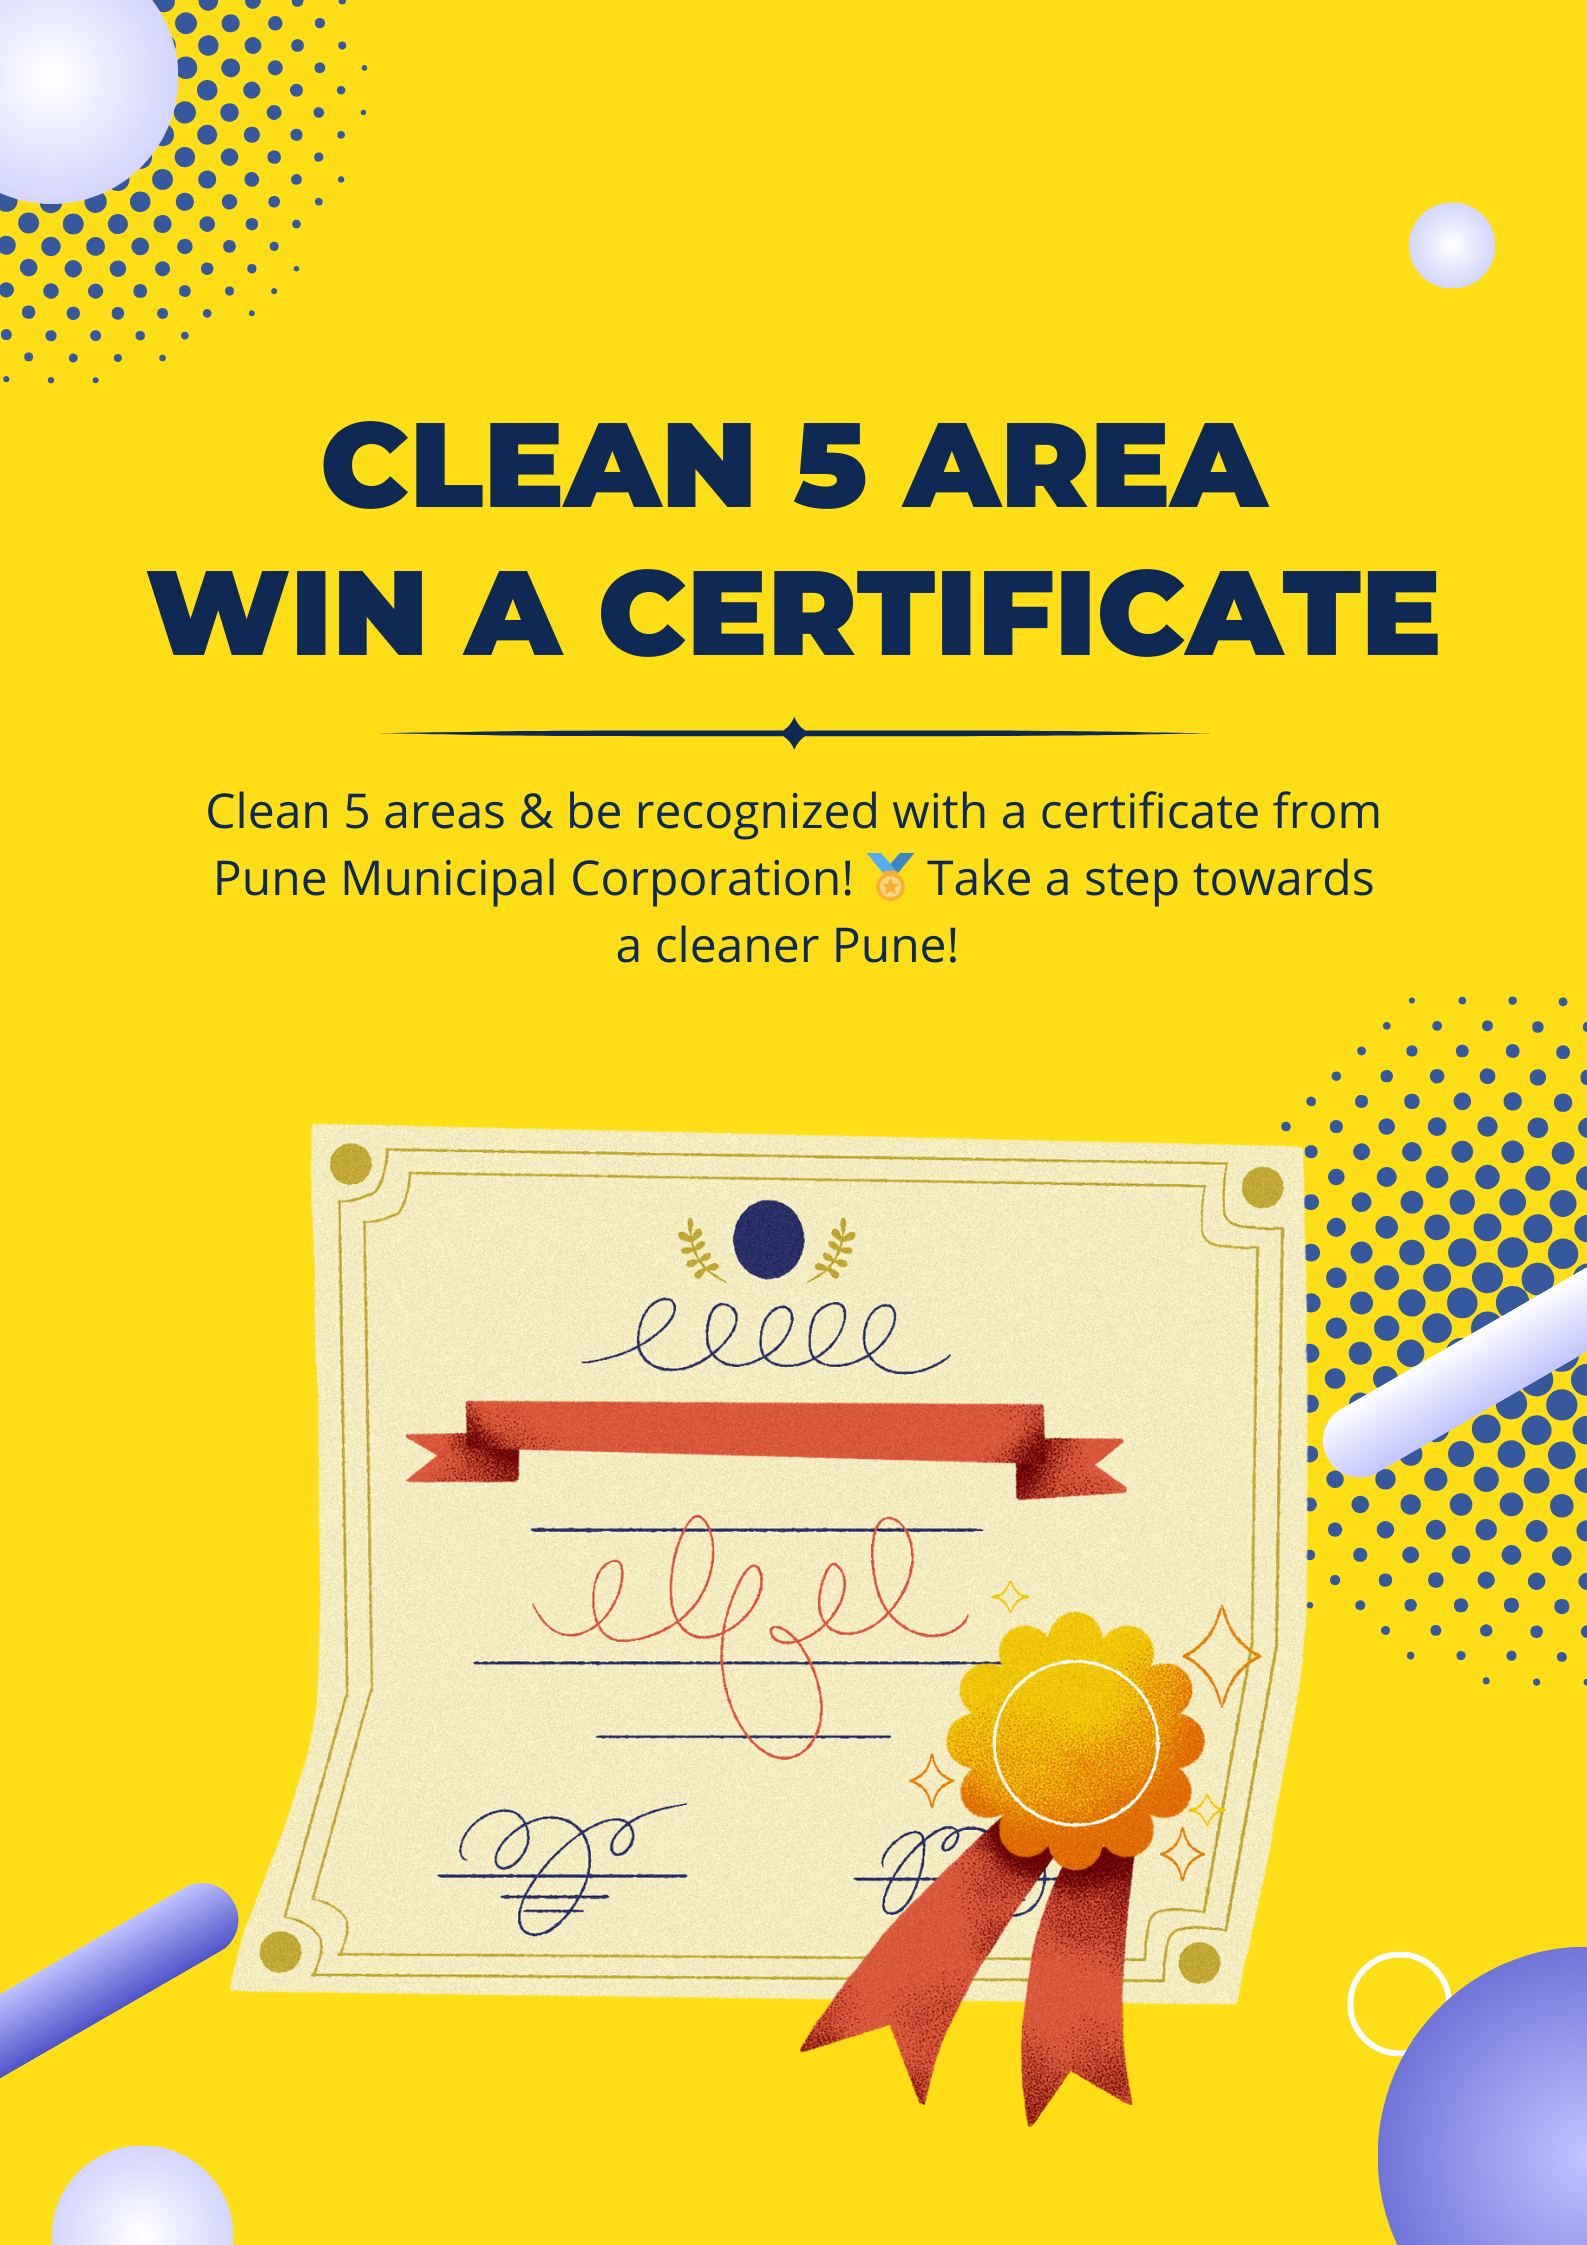 CLEAN 5 AREA
WIN A CERTIFICATE
Clean 5 areas & be recognized with a certificate from
Pune Municipal Corporation! 🏅 Take a step towards
a cleaner Pune!